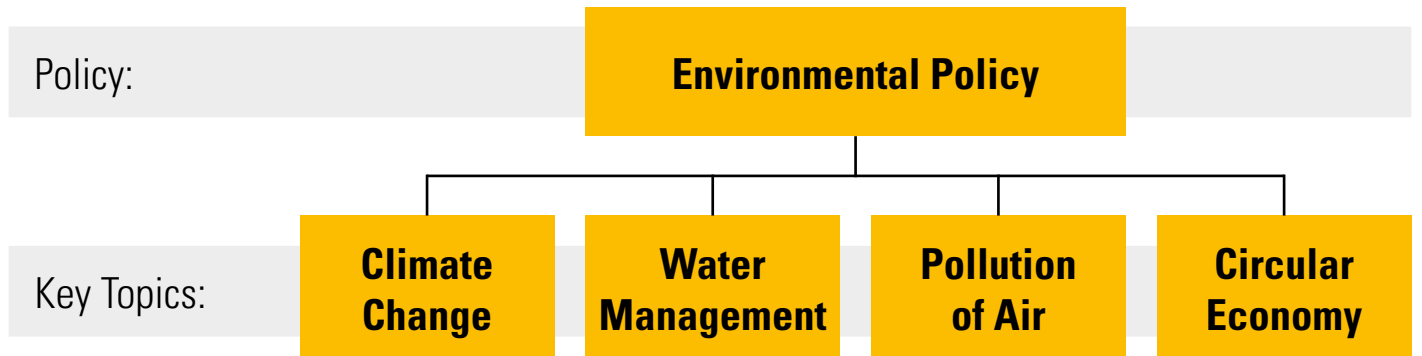 Policy:
Environmental Policy
Key Topics:
Climate
Change
Water
Management
Pollution
of Air
Circular
Economy